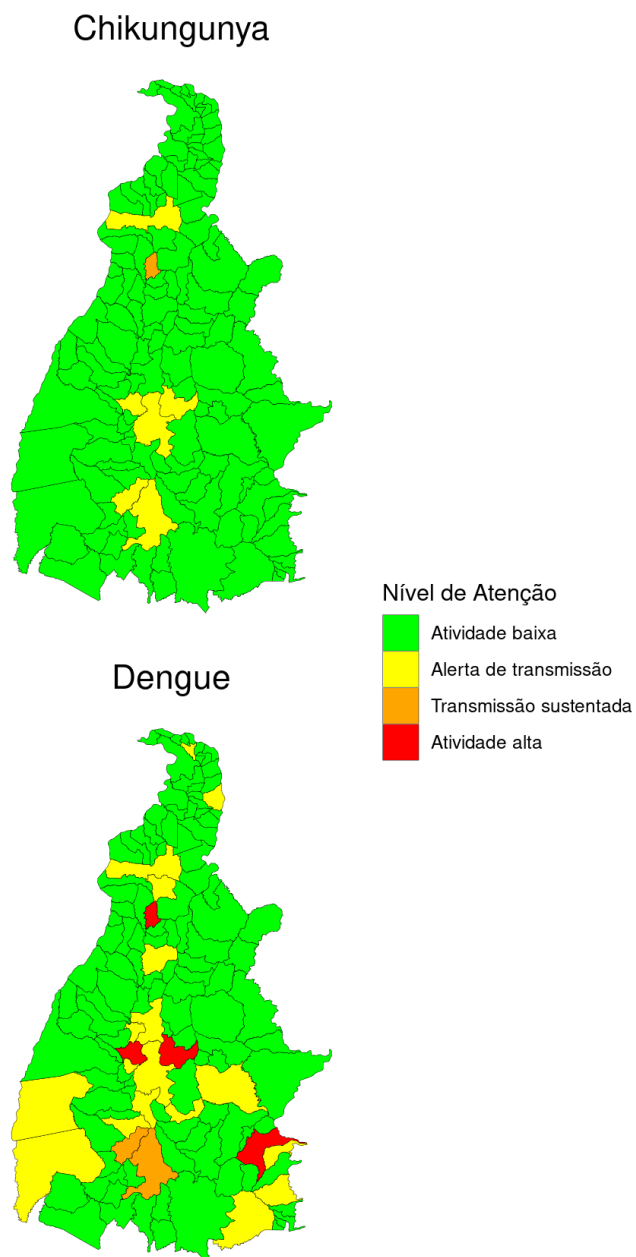 Chikungunya
Nível de Atenção
Atividade baixa
Alerta de transmissão
Transmissão sustentada
Atividade alta
Dengue